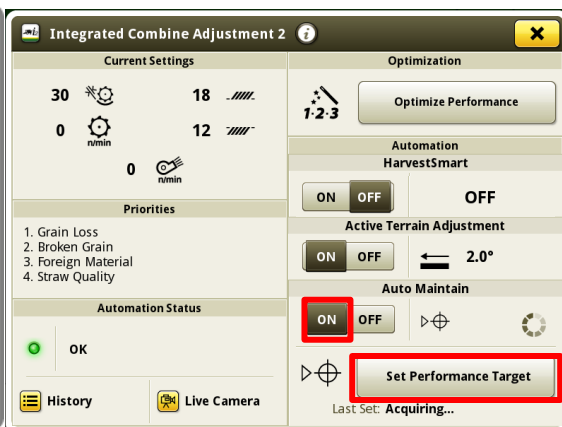 Integrated Combine Adjustment 2
Current Settings
30
18
0
n/min
12
0
n/min
Priorities
1. Grain Loss
2. Broken Grain
3. Foreign Material
4. Straw Quality
Automation Status
OK
History
Live Camera
Optimization
1·2·3
Optimize Performance
Automation
HarvestSmart
ON
OFF
OFF
Active Terrain Adjustment
ON
OFF
2.0°
Auto Maintain
ON
OFF
Set Performance Target
Last Set: Acquiring...